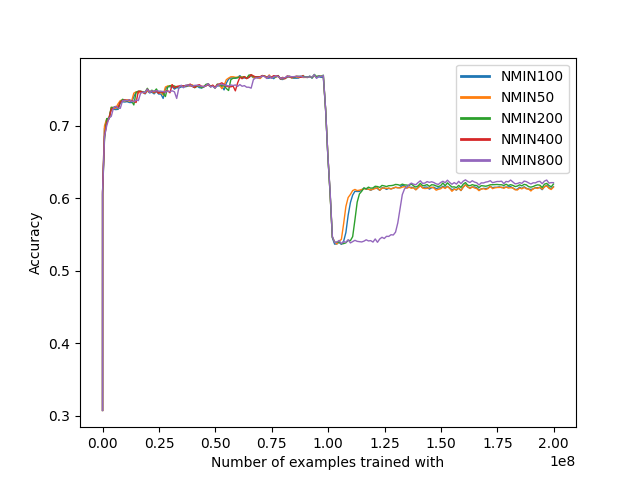 NMIN100
NMIN50
NMIN200
NMIN400
NMIN800
Accuracy
0.7
0.6
0.5
0.4
0.3
0.00 0.25 0.50 0.75 1.00 1.25 1.50 1.75 2.00
1e8
Number of examples trained with